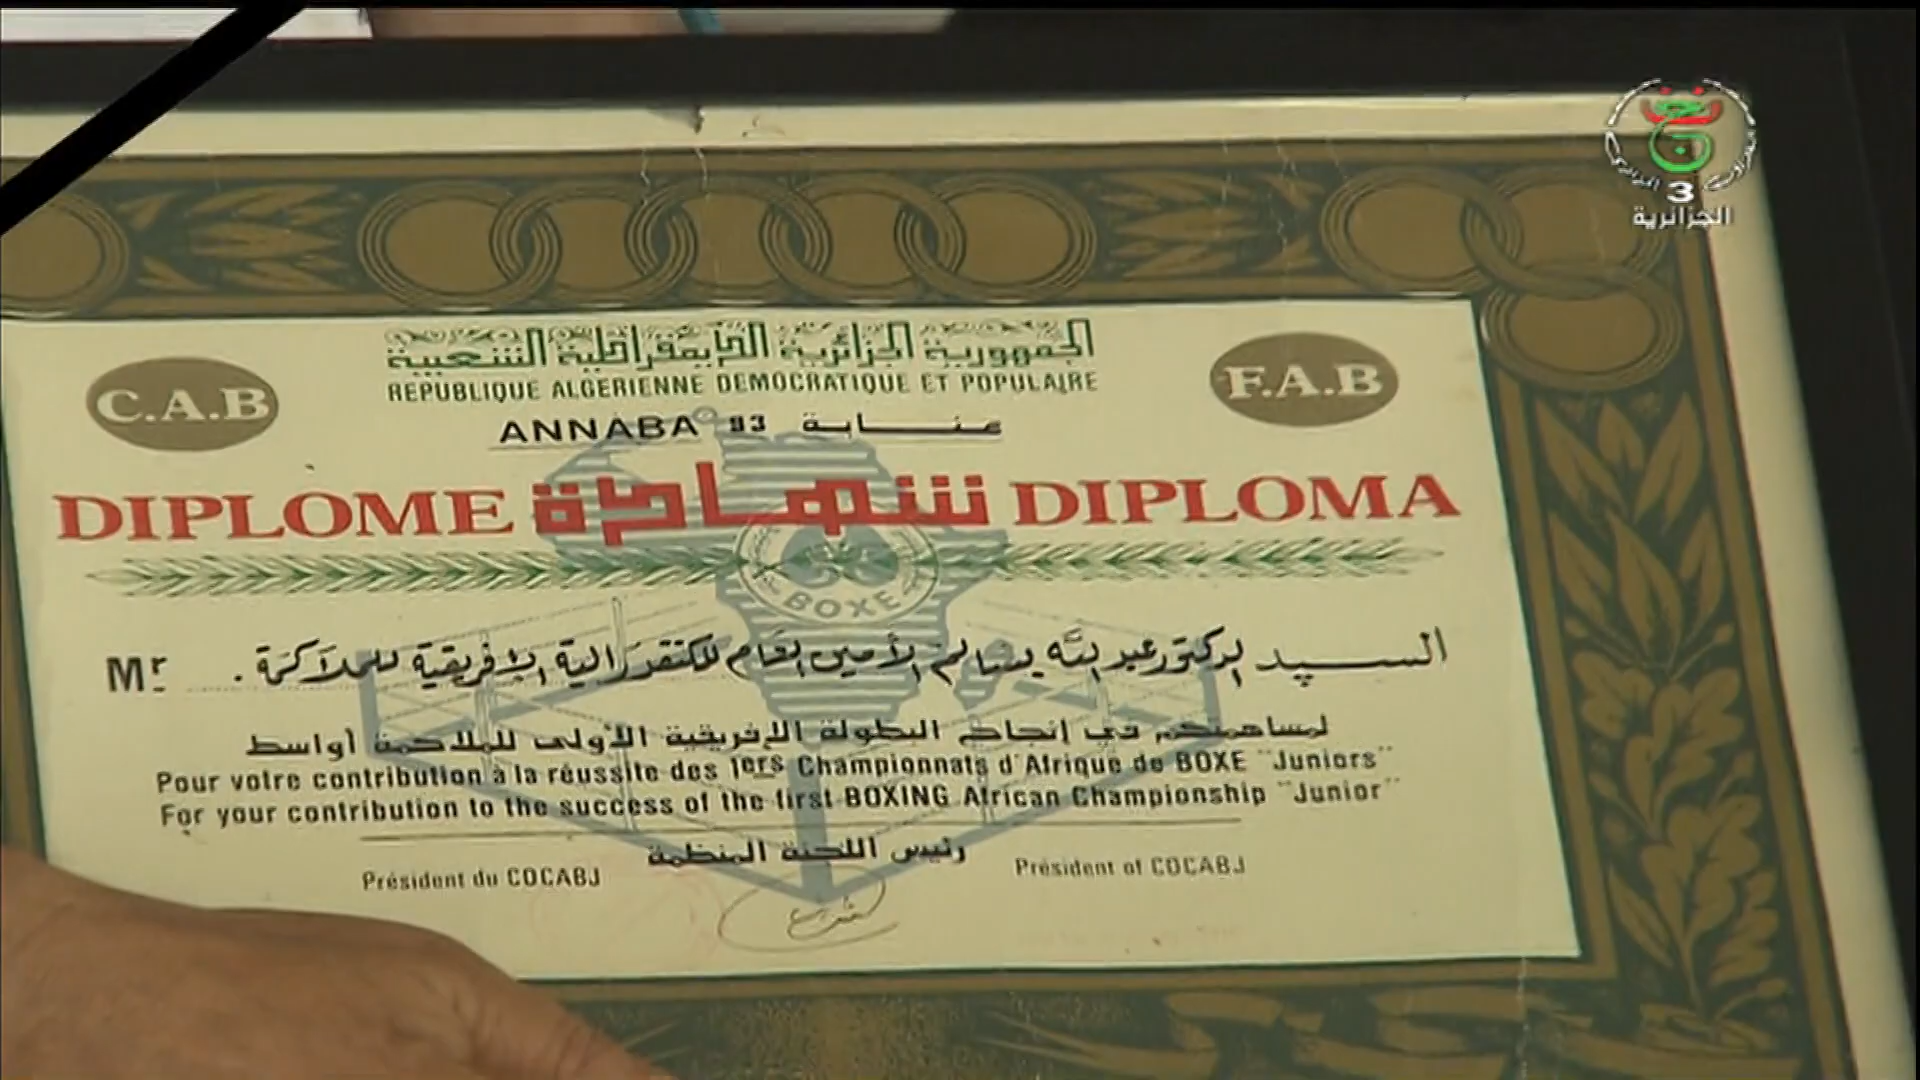 3
الجزائرية
الجمهورية الجزائرية الديمقراطية الشعبية
REPUBLIQUE ALGERIENNE DEMOCRATIQUE ET POPULAIRE
C.A.B
F.A.B
ANNABA 93 عنابة
DIPLOME شهادة DIPLOMA
BOXE
السيد الدكتور عبد الله بسالم الأمين العام للكنفدرالية الإفريقية للملاكمة . Mr
لمساهمتكم في إنجاح البطولة الإفريقية الأولى للملاكمة أواسط
Pour votre contribution à la réussite des 1ers Championnats d'Afrique de BOXE "Juniors"
For your contribution to the success of the first BOXING African Championship "Junior"
رئيس اللجنة المنظمة
Président du COCABJ
Président of COCABJ